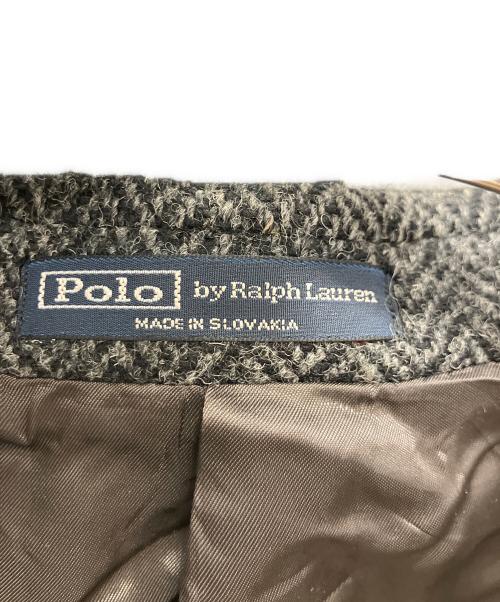 Polo by Ralph Lauren
MADE IN SLOVAKIA